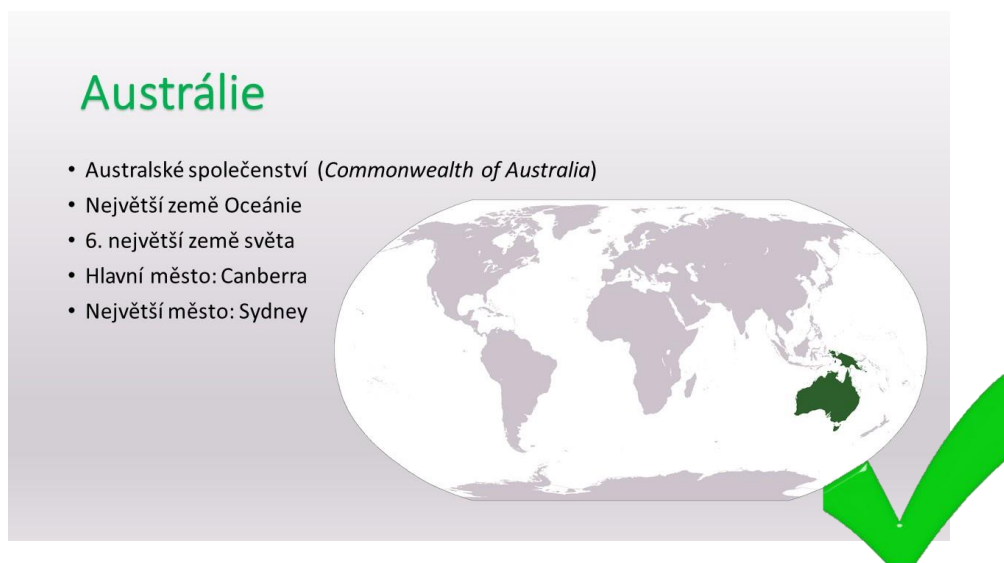 Austrálie
• Australské společenství (Commonwealth of Australia)
• Největší země Oceánie
• 6. největší země světa
• Hlavní město: Canberra
• Největší město: Sydney